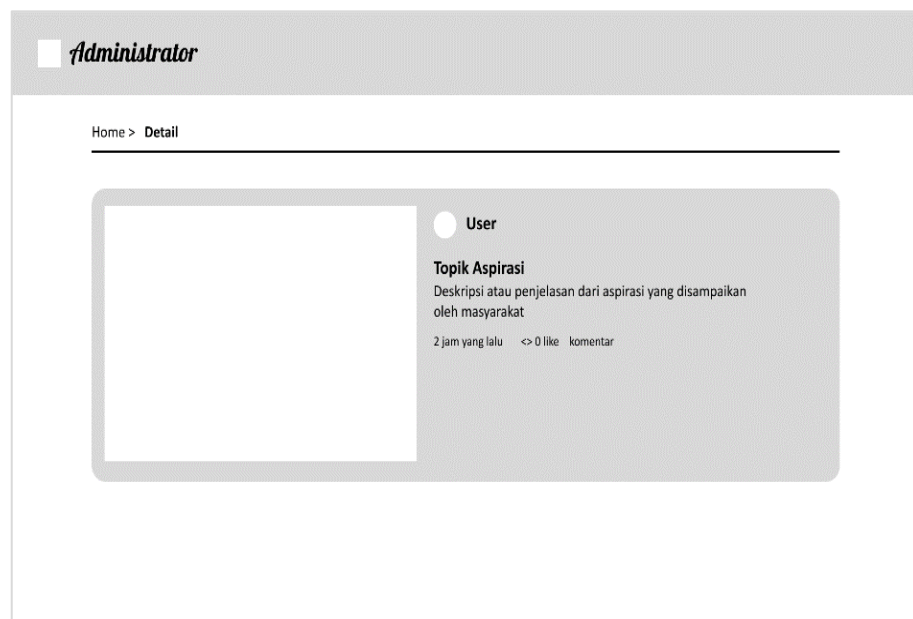 Administrator
Home > Detail
User
Topik Aspirasi
Deskripsi atau penjelasan dari aspirasi yang disampaikan
oleh masyarakat
2 jam yang lalu <> 0 like komentar